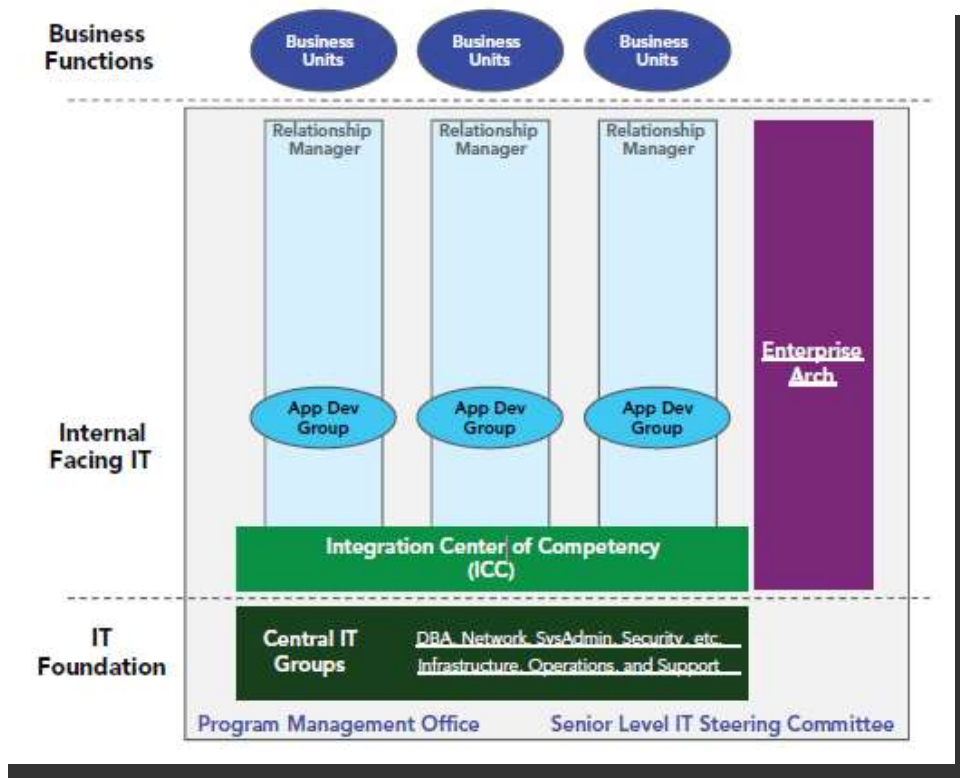 Business
Functions
Business
Units
Business
Units
Business
Units
Relationship
Manager
Relationship
Manager
Relationship
Manager
Enterprise
Arch
Internal
Facing IT
App Dev
Group
App Dev
Group
App Dev
Group
Integration Center of Competency
(ICC)
IT
Foundation
Central IT
Groups
DBA, Network, SysAdmin, Security, etc.
Infrastructure, Operations, and Support
Program Management Office
Senior Level IT Steering Committee